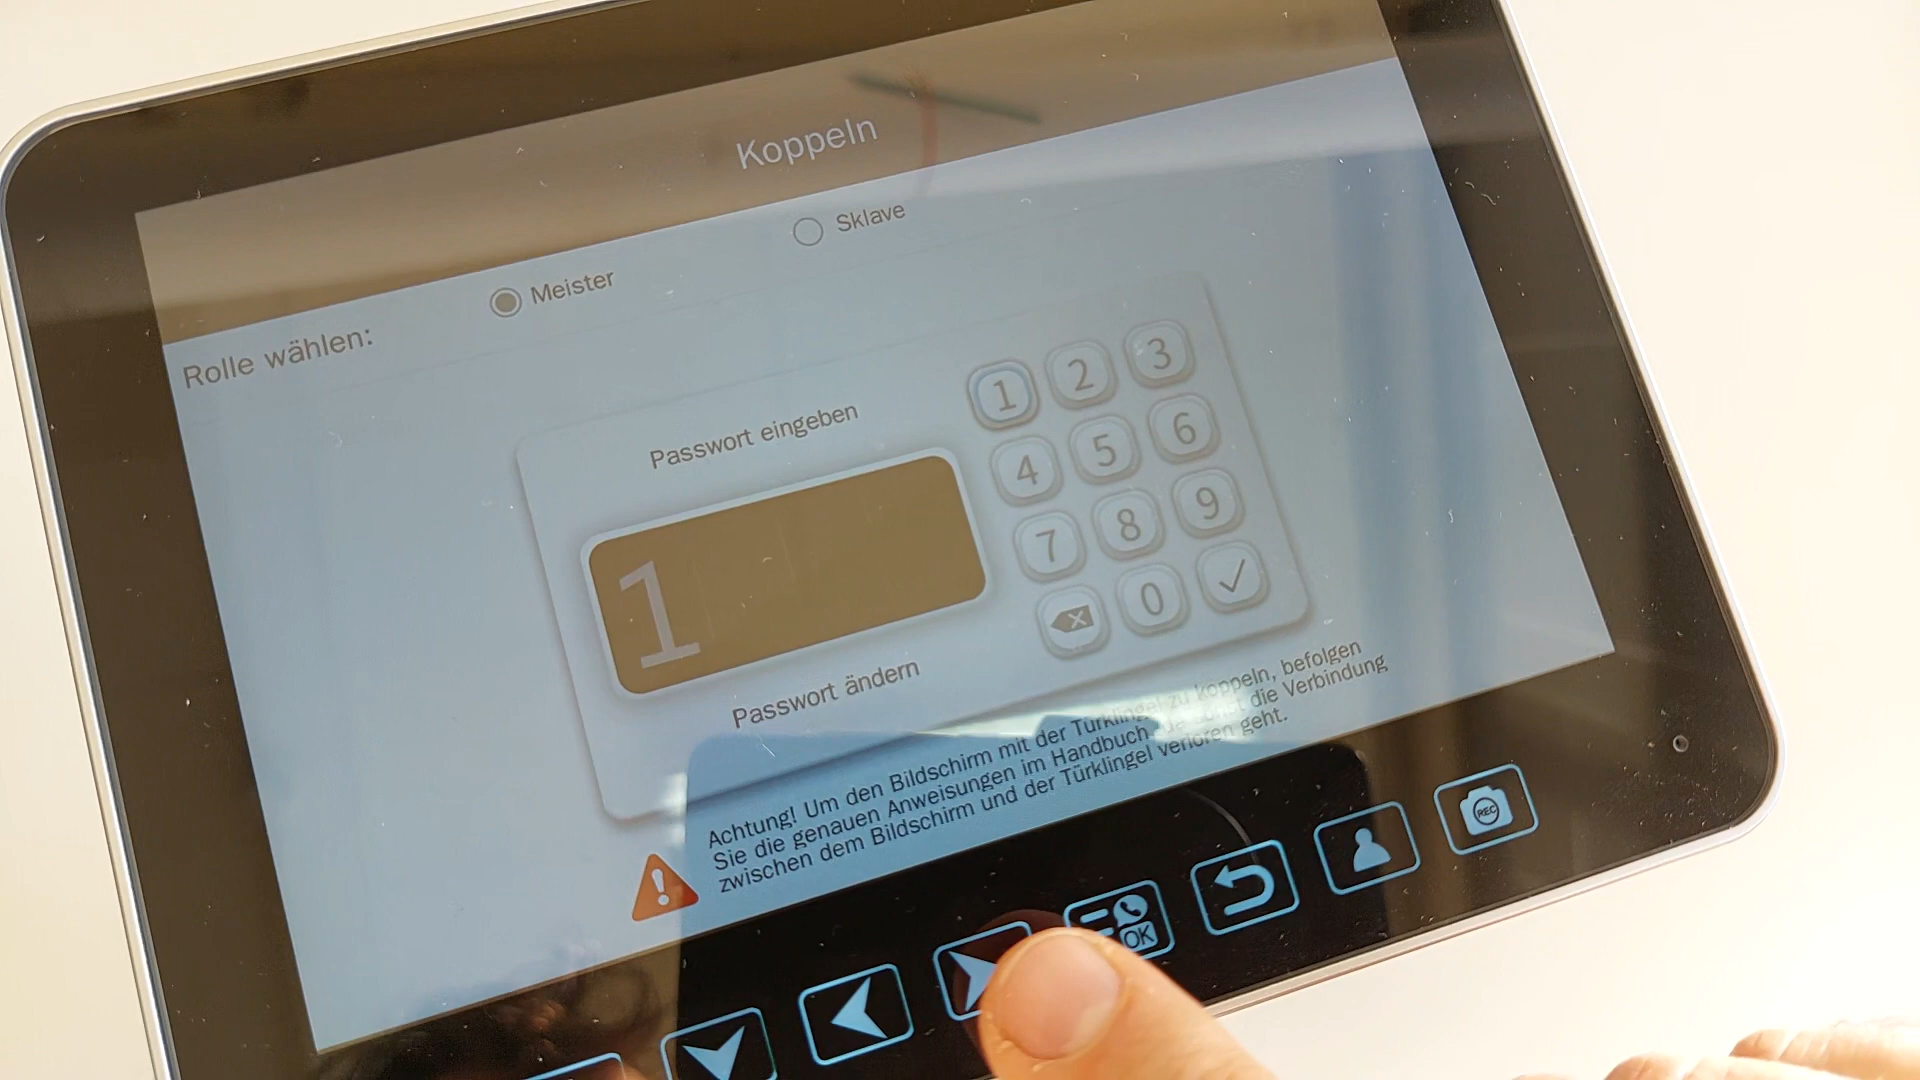 Koppeln
Rolle wählen:
Meister
Sklave
Passwort eingeben
1
Passwort ändern
1 2 3
4 5 6
7 8 9
0
Achtung! Um den Bildschirm mit der Türklingel zu koppeln, befolgen
Sie die genauen Anweisungen im Handbuch, da sonst die Verbindung
zwischen dem Bildschirm und der Türklingel verloren geht.
OK
REC